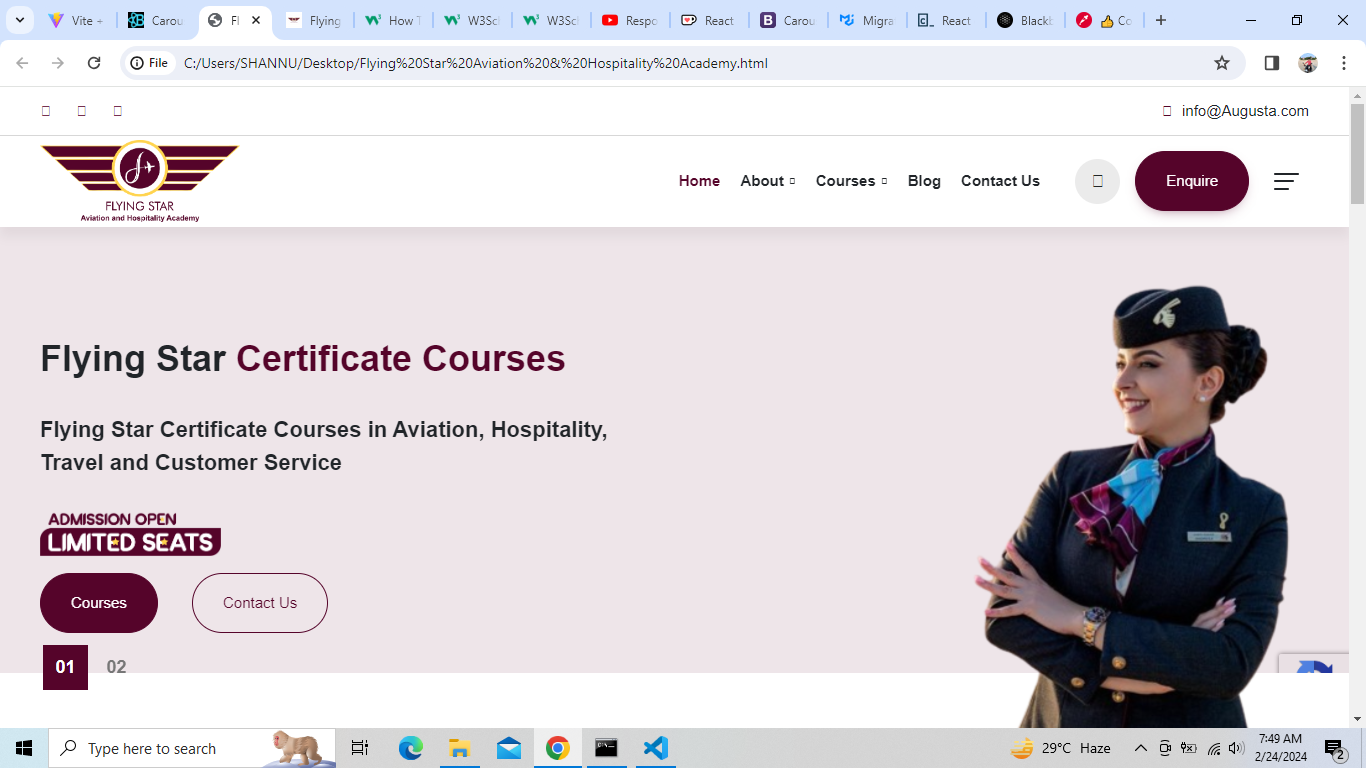 Vite +
Carou
Fl
Flying
How T
W3Sch
W3Sch
Respo
React
Carou
Migra
React
Blackb
Co
File
C:/Users/SHANNU/Desktop/Flying%20Star%20Aviation%20&%20Hospitality%20Academy.html
info@Augusta.com
FLYING STAR
Aviation and Hospitality Academy
Home
About
Courses
Blog
Contact Us
Enquire
Flying Star Certificate Courses
Flying Star Certificate Courses in Aviation, Hospitality,
Travel and Customer Service
ADMISSION OPEN
LIMITED SEATS
Courses
Contact Us
01
02
Type here to search
29°C Haze
7:49 AM
2/24/2024
2